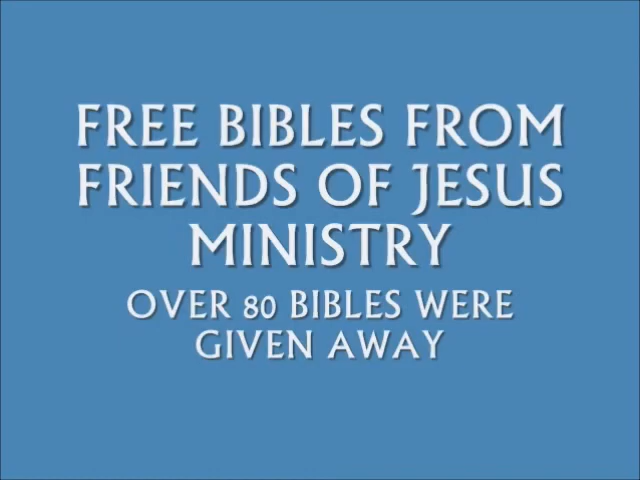 FREE BIBLES FROM
FRIENDS OF JESUS
MINISTRY
OVER 80 BIBLES WERE
GIVEN AWAY